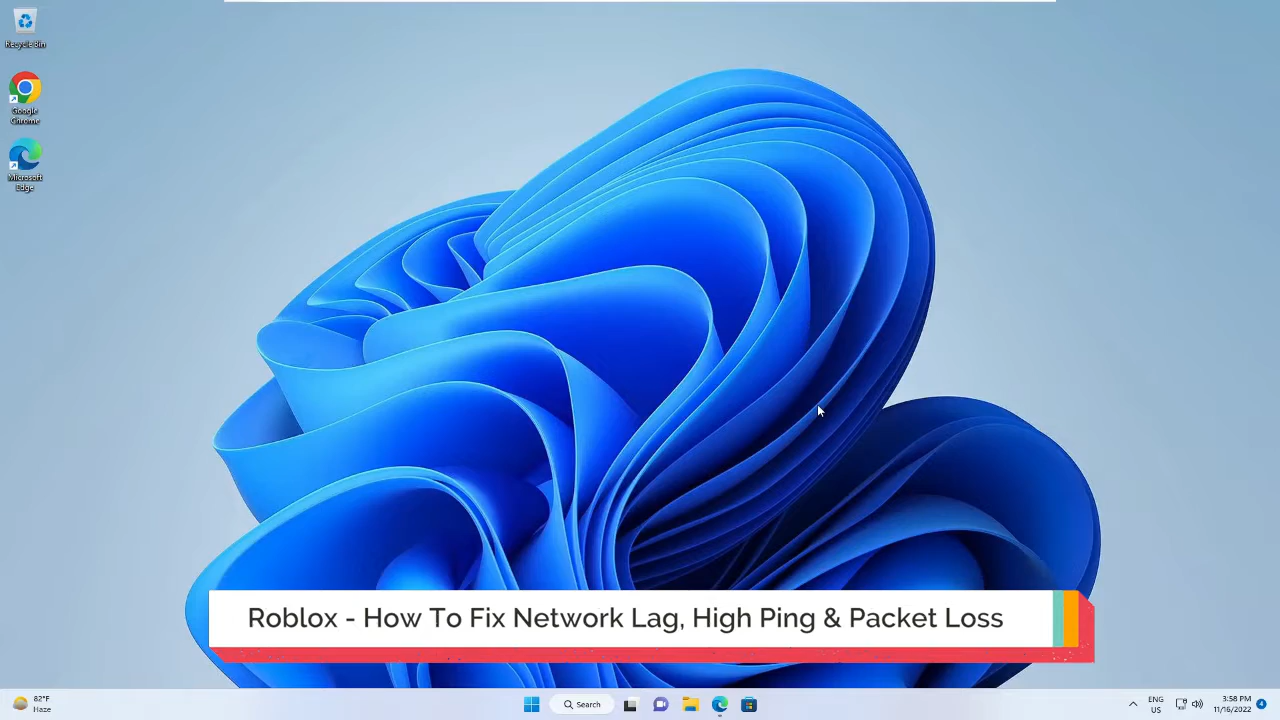 Recycle Bin
Google
Chrome
Microsoft
Edge
Roblox - How To Fix Network Lag, High Ping & Packet Loss
82°F
Haze
Search
ENG
US
3:58 PM
11/16/2022
4